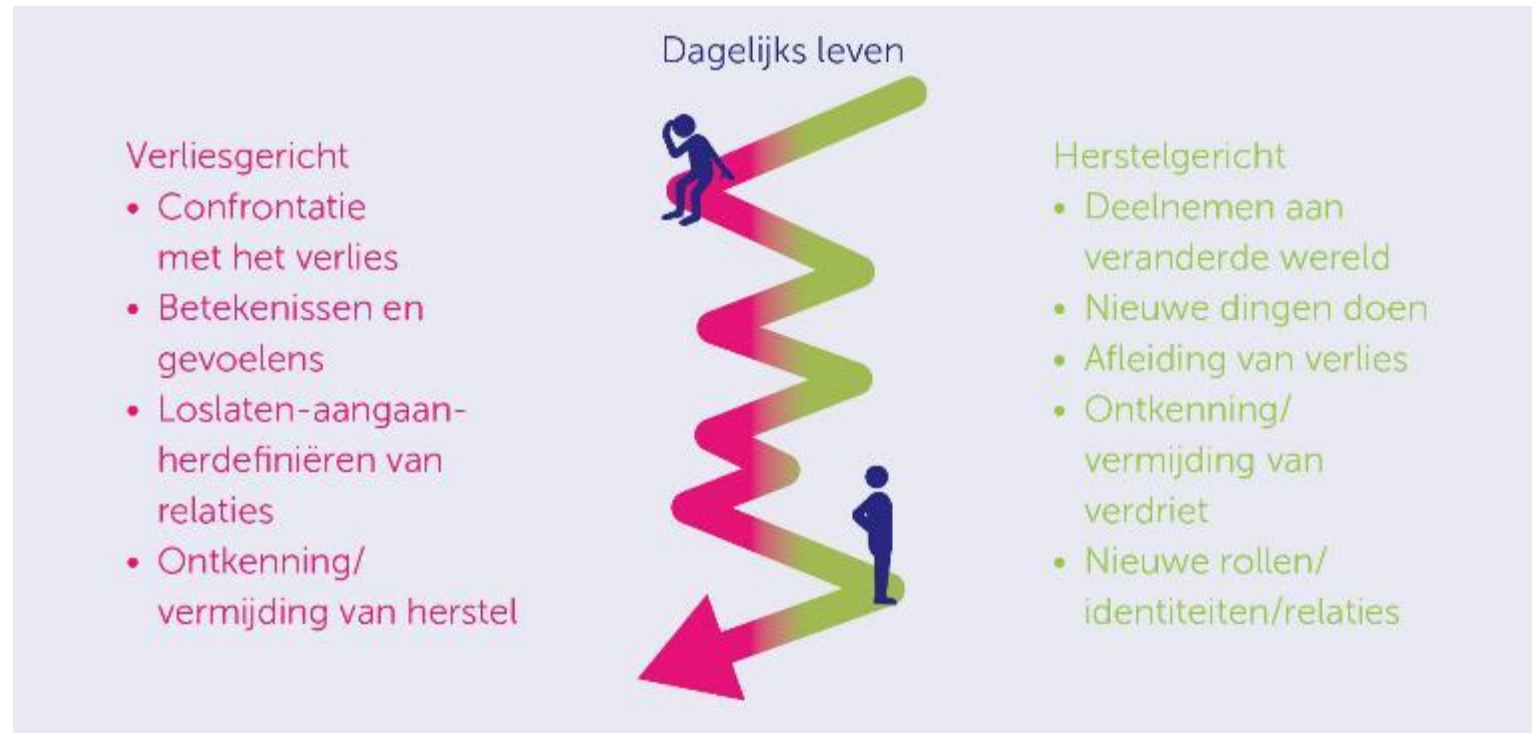 Dagelijks leven
Verliesgericht
• Confrontatie
met het verlies
• Betekenissen en
gevoelens
• Loslaten-aangaan-
herdefiniëren van
relaties
• Ontkenning/
vermijding van herstel
Herstelgericht
• Deelnemen aan
veranderde wereld
• Nieuwe dingen doen
• Afleiding van verlies
• Ontkenning/
vermijding van
verdriet
• Nieuwe rollen/
identiteiten/relaties